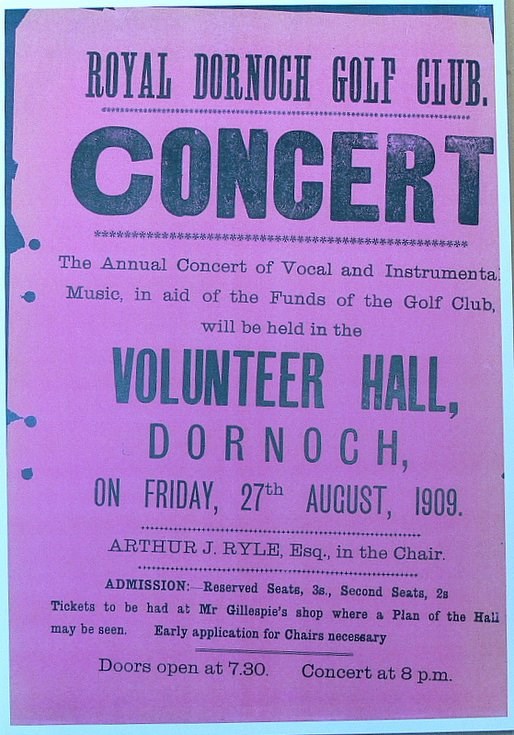 ROYAL DORNOCH GOLF CLUB.
CONCERT
The Annual Concert of Vocal and Instrumental
Music, in aid of the Funds of the Golf Club,
will be held in the
VOLUNTEER HALL,
DORNOCH,
ON FRIDAY, 27th AUGUST, 1909.
ARTHUR J. RYLE, Esq., in the Chair.
ADMISSION:—Reserved Seats, 3s., Second Seats, 2s
Tickets to be had at Mr Gillespie's shop where a Plan of the Hall
may be seen. Early application for Chairs necessary
Doors open at 7.30. Concert at 8 p.m.